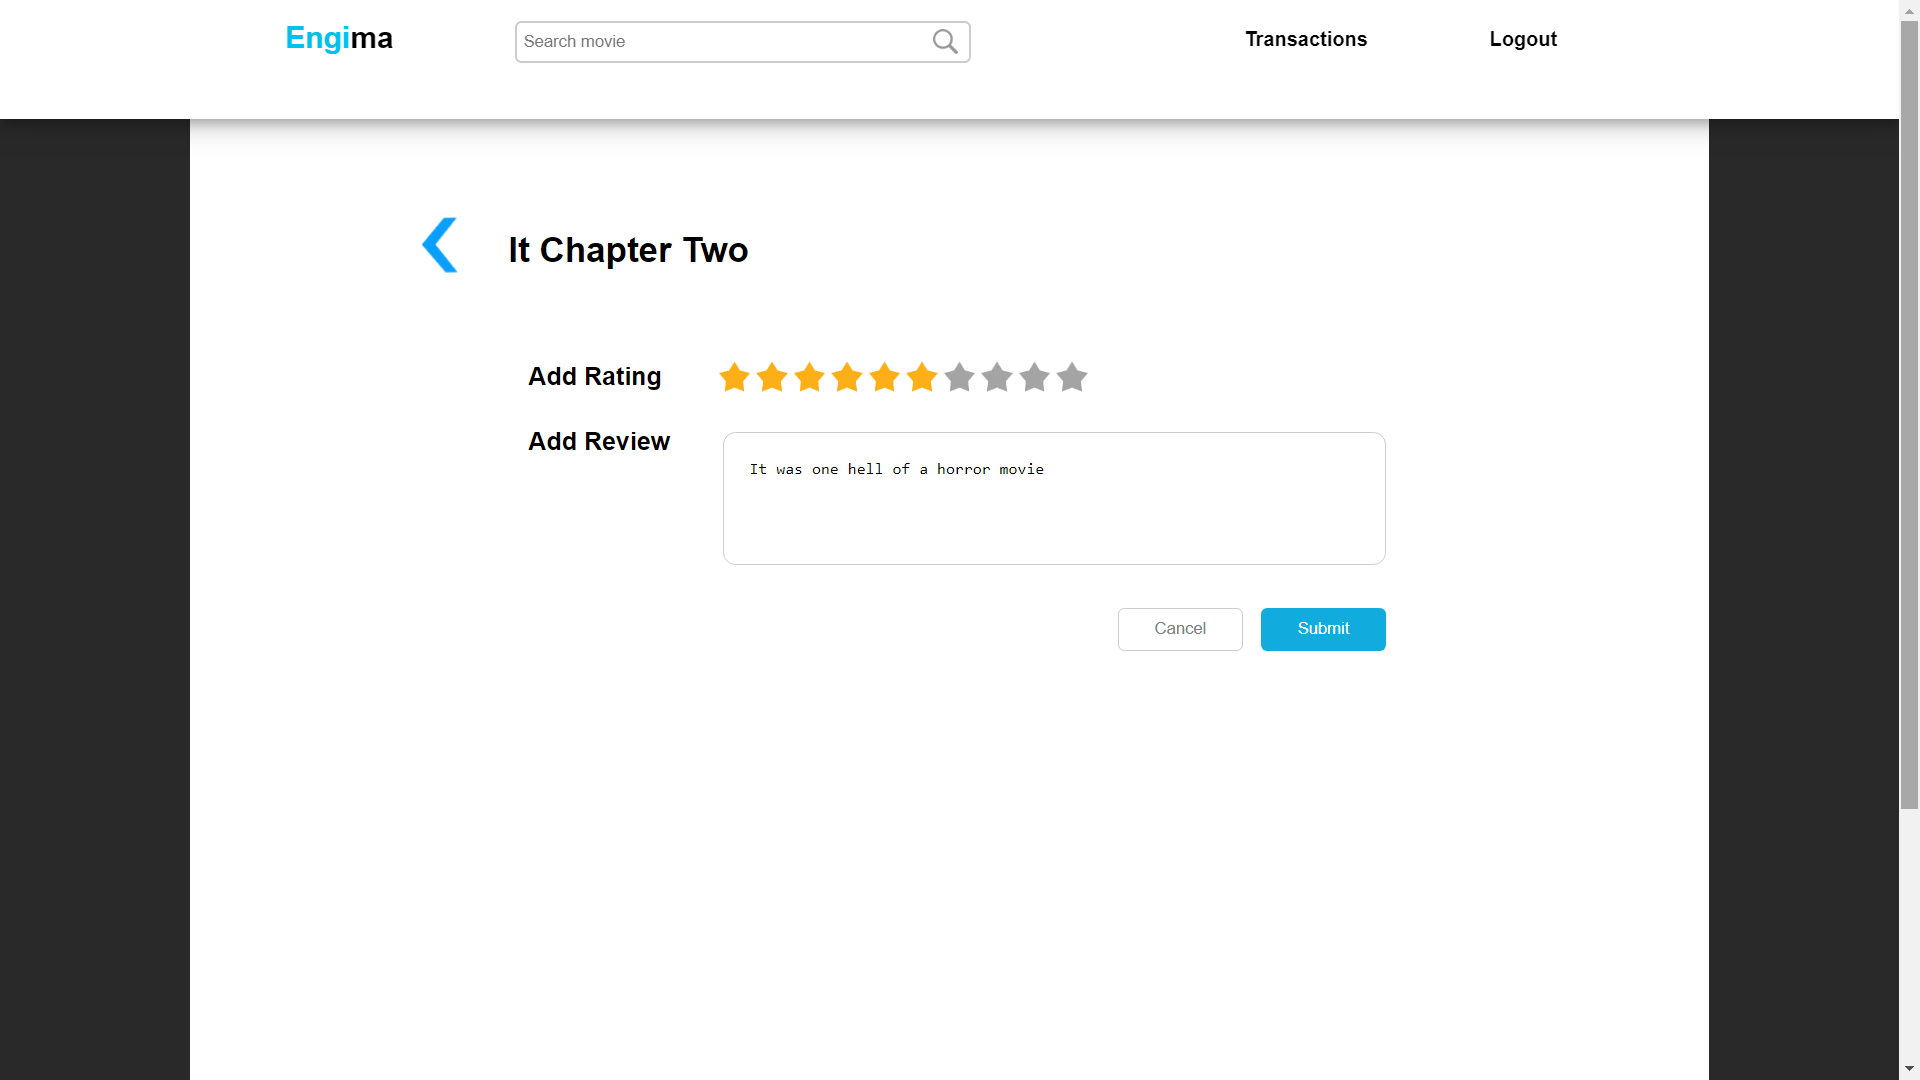 Engima
Search movie
Transactions
Logout
It Chapter Two
Add Rating
Add Review
It was one hell of a horror movie
Cancel
Submit